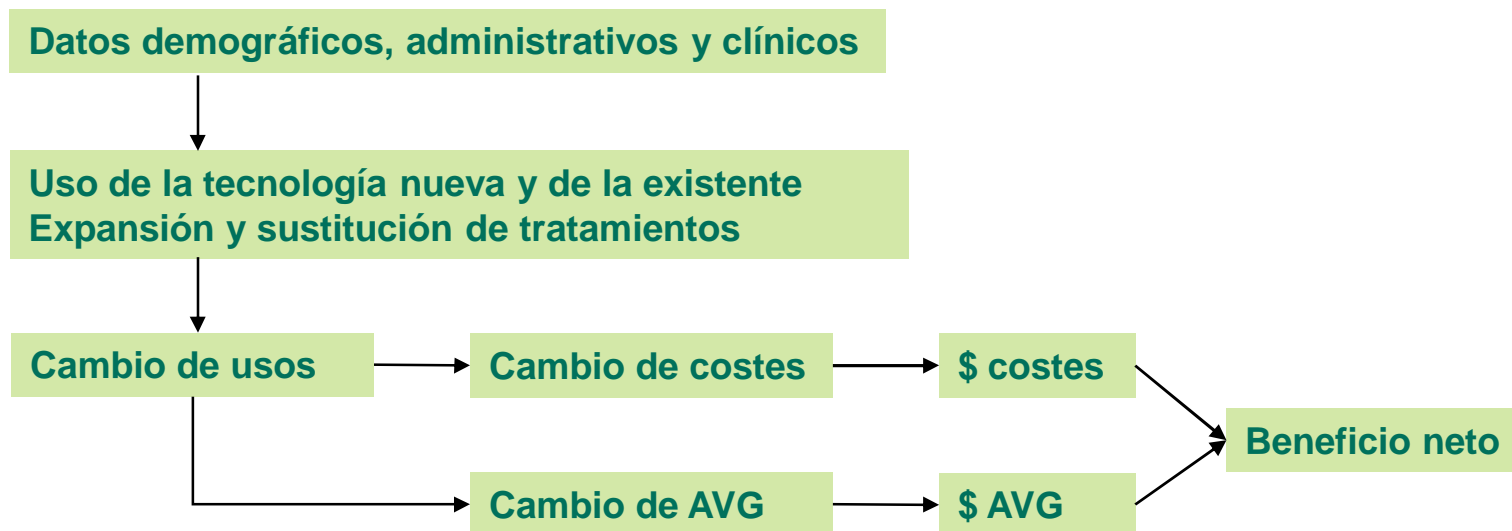 Datos demográficos, administrativos y clínicos
Uso de la tecnología nueva y de la existente
Expansión y sustitución de tratamientos
Cambio de usos
Cambio de costes
$ costes
Beneficio neto
Cambio de AVG
$ AVG